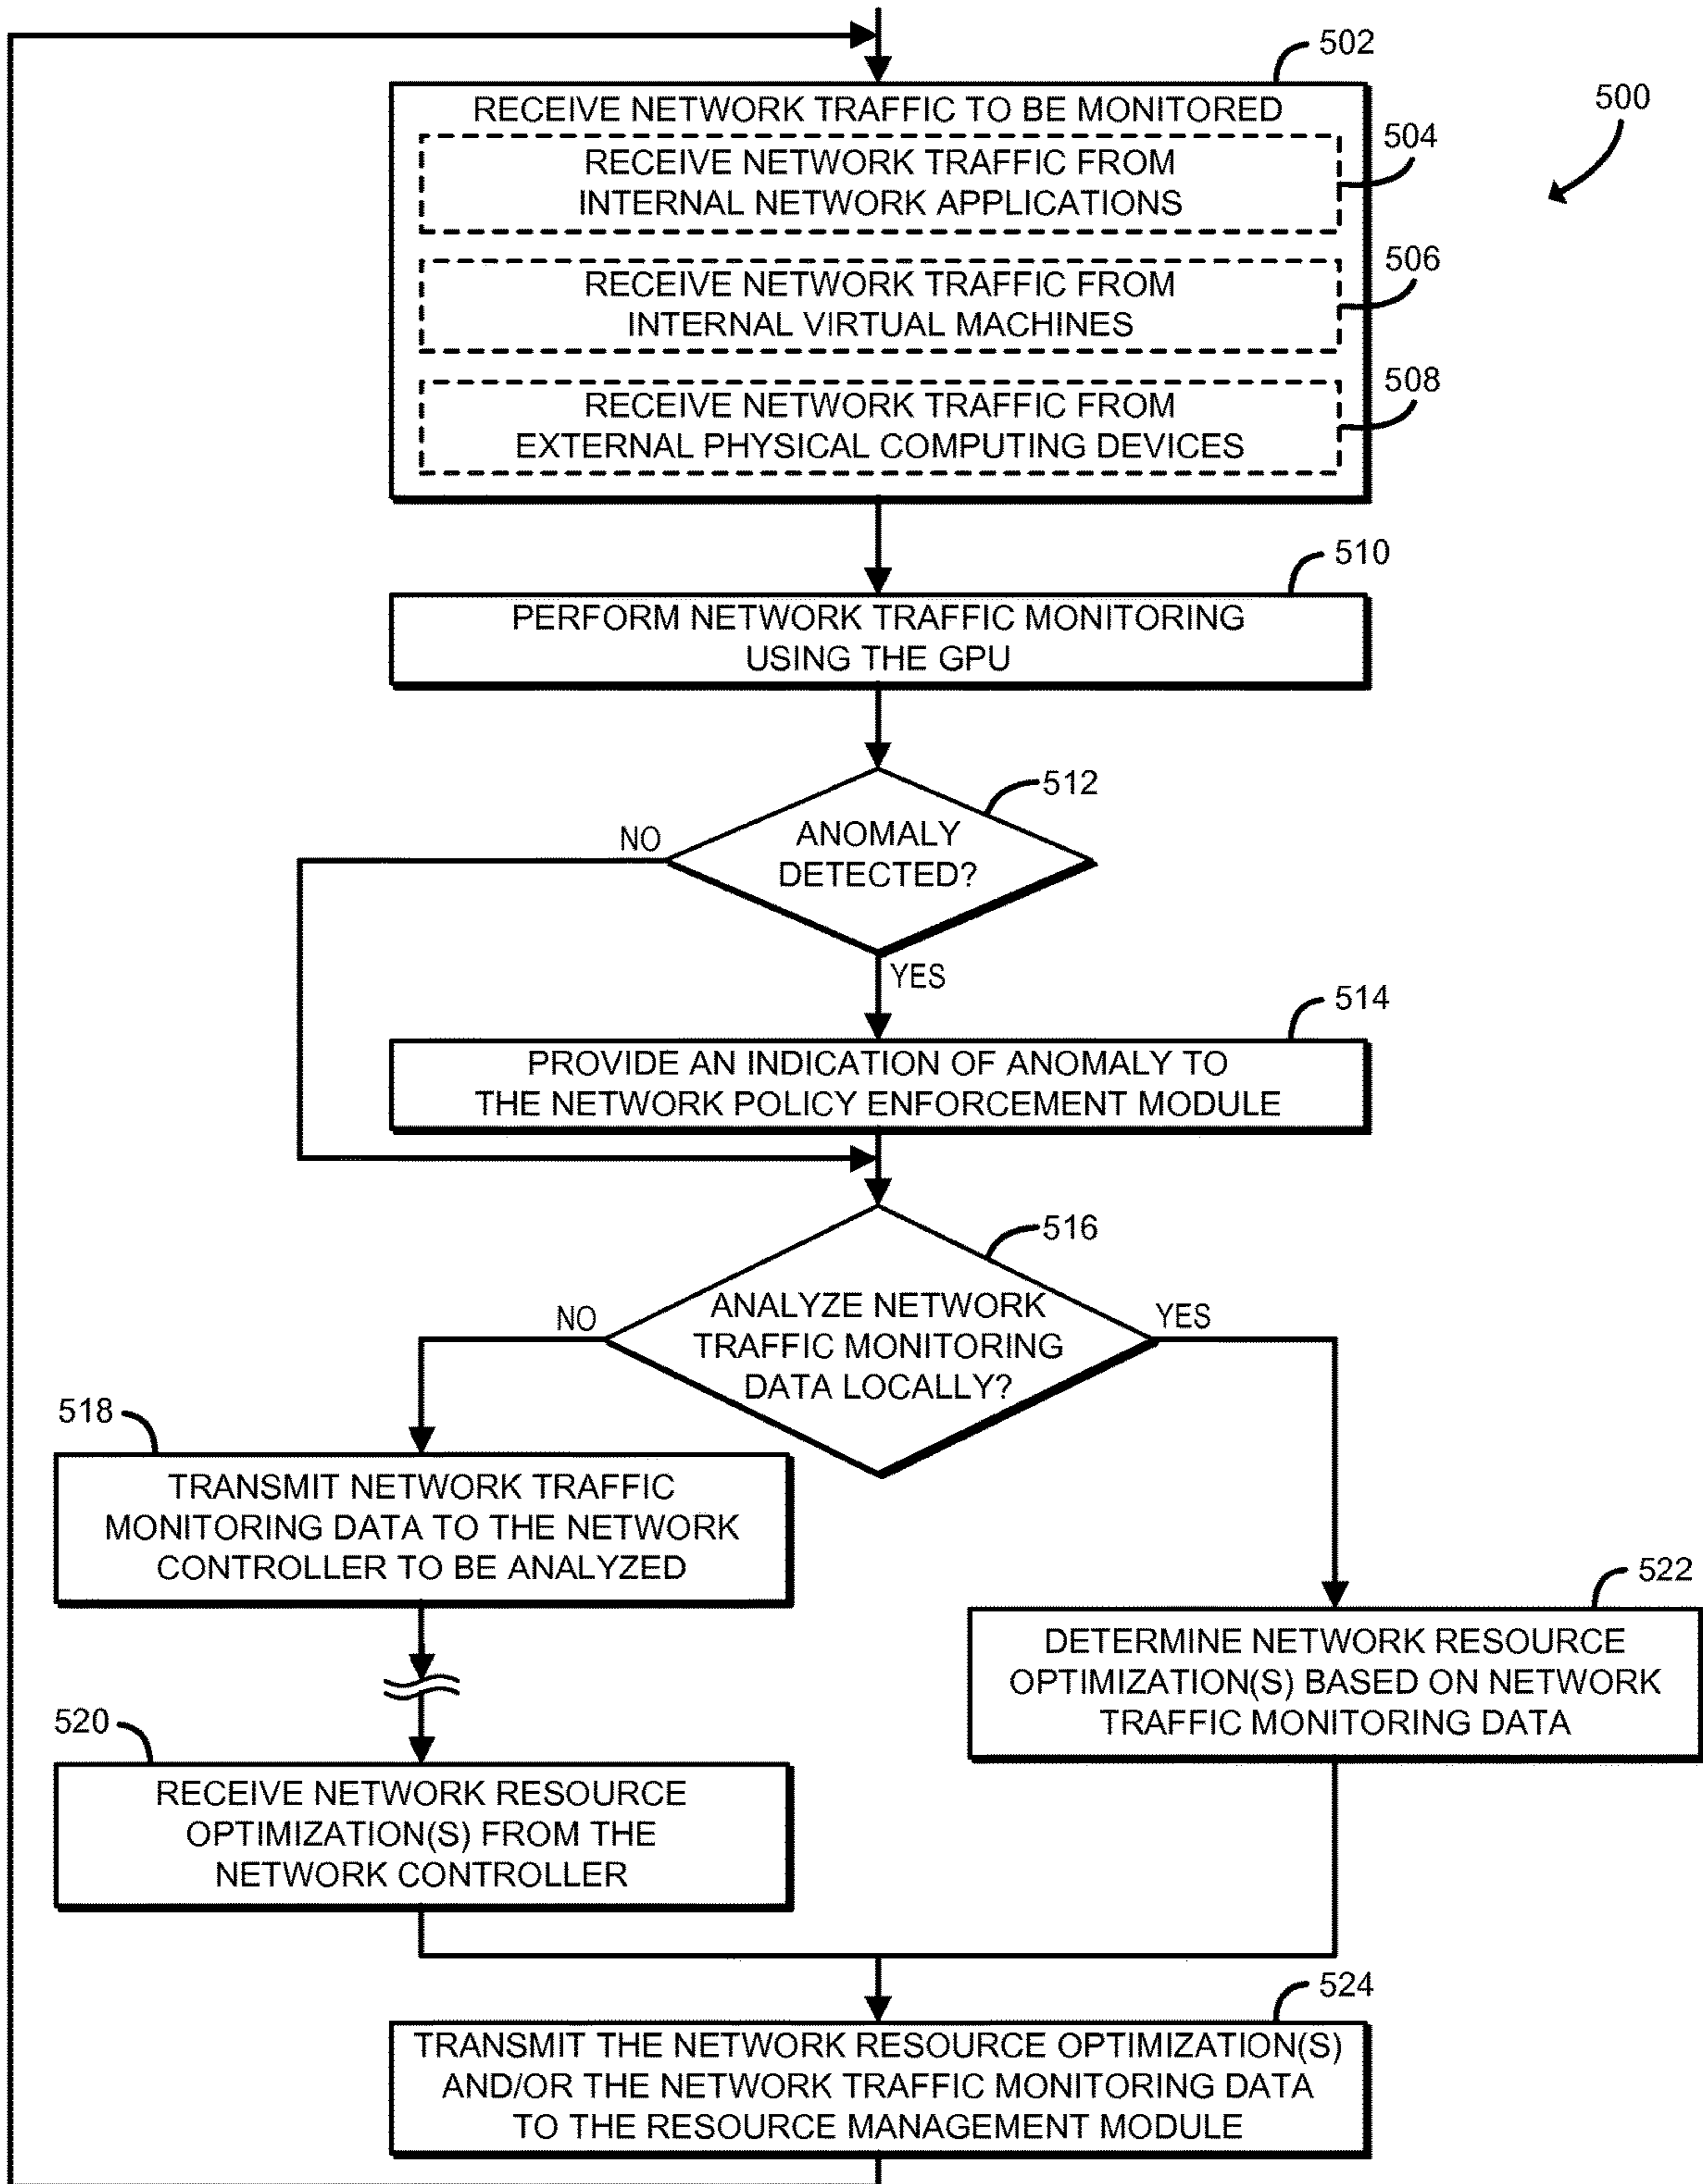 502
RECEIVE NETWORK TRAFFIC TO BE MONITORED
500
504
RECEIVE NETWORK TRAFFIC FROM
INTERNAL NETWORK APPLICATIONS
506
RECEIVE NETWORK TRAFFIC FROM
INTERNAL VIRTUAL MACHINES
508
RECEIVE NETWORK TRAFFIC FROM
EXTERNAL PHYSICAL COMPUTING DEVICES
510
PERFORM NETWORK TRAFFIC MONITORING
USING THE GPU
512
NO
ANOMALY
DETECTED?
YES
514
PROVIDE AN INDICATION OF ANOMALY TO
THE NETWORK POLICY ENFORCEMENT MODULE
516
NO
ANALYZE NETWORK
TRAFFIC MONITORING
DATA LOCALLY?
YES
518
TRANSMIT NETWORK TRAFFIC
MONITORING DATA TO THE NETWORK
CONTROLLER TO BE ANALYZED
522
DETERMINE NETWORK RESOURCE
OPTIMIZATION(S) BASED ON NETWORK
TRAFFIC MONITORING DATA
520
RECEIVE NETWORK RESOURCE
OPTIMIZATION(S) FROM THE
NETWORK CONTROLLER
524
TRANSMIT THE NETWORK RESOURCE OPTIMIZATION(S)
AND/OR THE NETWORK TRAFFIC MONITORING DATA
TO THE RESOURCE MANAGEMENT MODULE